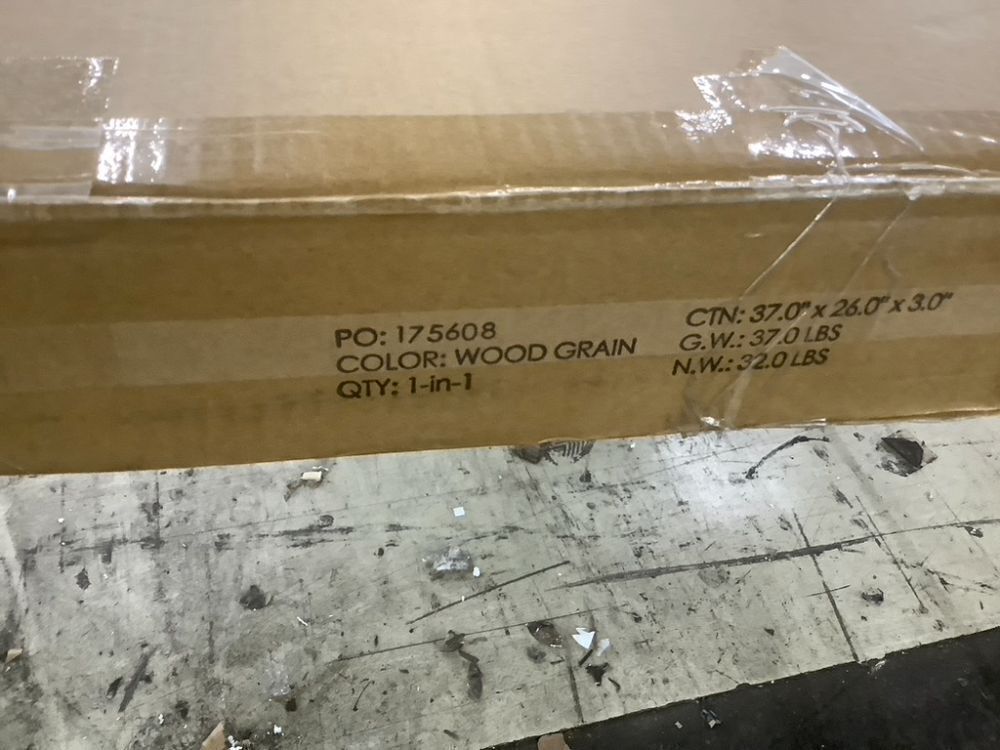 PO: 175608
COLOR: WOOD GRAIN
QTY: 1-in-1
CTN: 37.0" x 26.0" x 3.0"
G.W.: 37.0 LBS
N.W.: 32.0 LBS